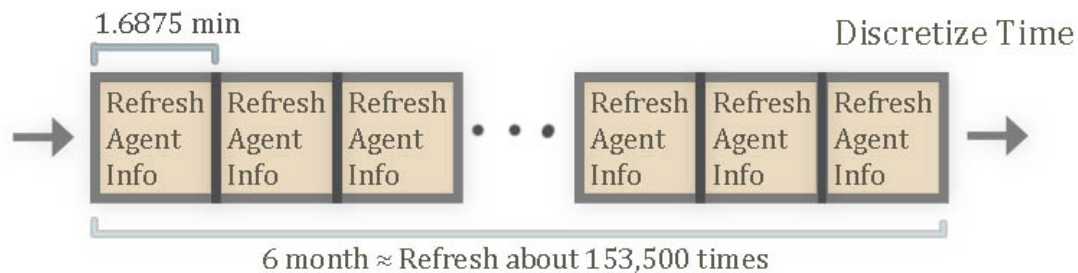 1.6875 min
Discretize Time
Refresh Refresh Refresh Refresh Refresh Refresh
Agent Agent Agent Agent Agent Agent
Info Info Info Info Info Info
6 month ≈ Refresh about 153,500 times